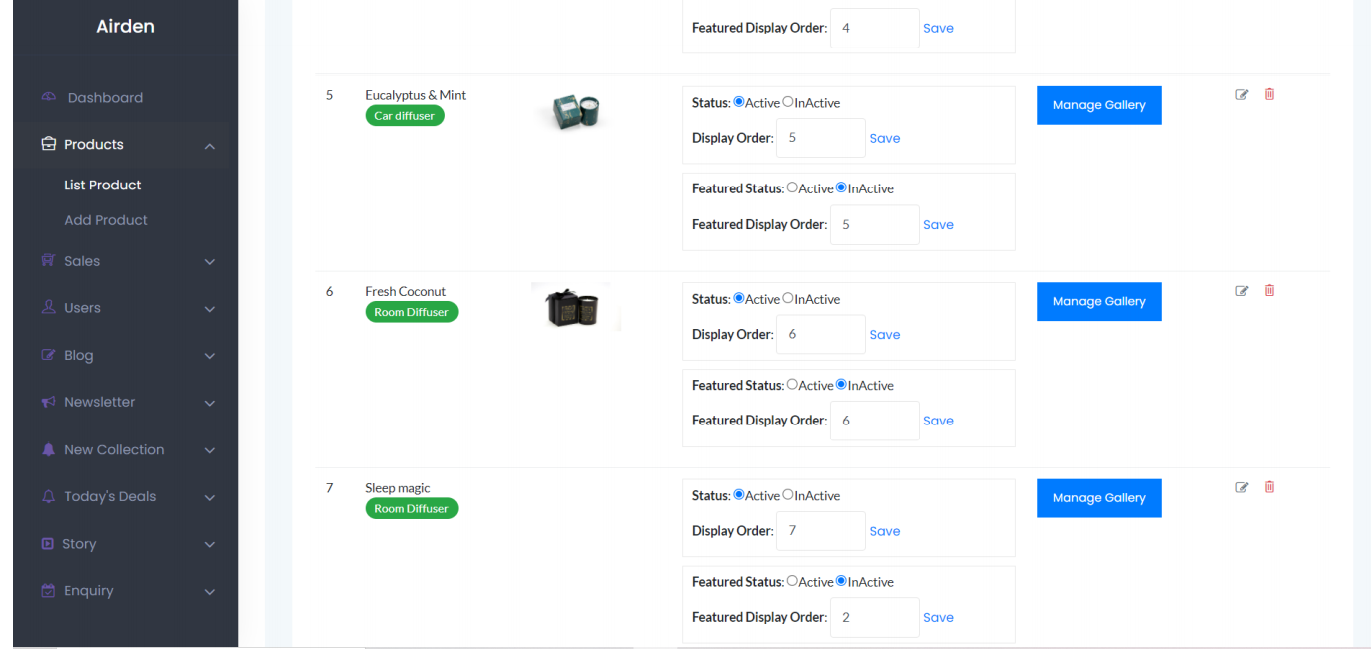 Airden
Dashboard
Products
List Product
Add Product
Sales
Users
Blog
Newsletter
New Collection
Today's Deals
Story
Enquiry
Featured Display Order: 4 Save
5 Eucalyptus & Mint
Car diffuser
Status: Active InActive
Display Order: 5 Save
Featured Status: Active InActive
Featured Display Order: 5 Save
Manage Gallery
6 Fresh Coconut
Room Diffuser
Status: Active InActive
Display Order: 6 Save
Featured Status: Active InActive
Featured Display Order: 6 Save
Manage Gallery
7 Sleep magic
Room Diffuser
Status: Active InActive
Display Order: 7 Save
Featured Status: Active InActive
Featured Display Order: 2 Save
Manage Gallery